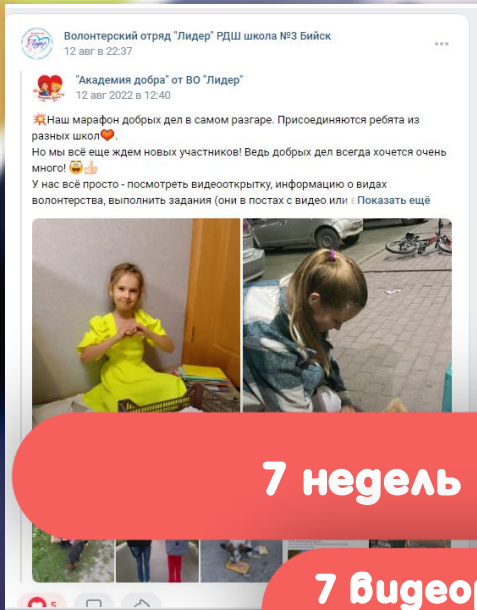 Волонтерский отряд "Лидер" РДШ школа №3 Бийск
12 авг в 22:37
"Академия добра" от ВО "Лидер"
12 авг 2022 в 12:40
💥Наш марафон добрых дел в самом разгаре. Присоединяются ребята из
разных школ❤.
Но мы всё еще ждем новых участников! Ведь добрых дел всегда хочется очень
много! 😄👍
У нас всё просто - посмотреть видеооткрытку, информацию о видах
волонтерства, выполнить задания (они в постах с видео или в Показать ещё
7 недель
5